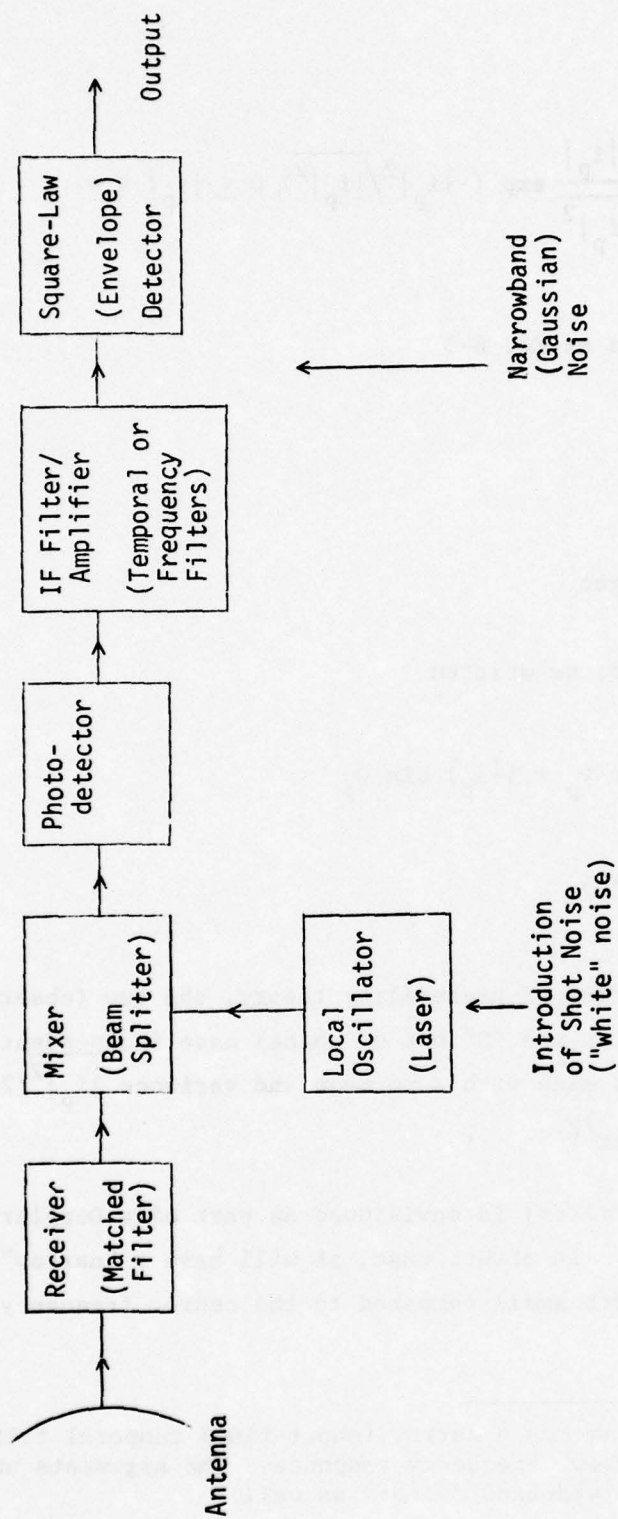 Antenna
Receiver
(Matched
Filter)
Mixer
(Beam
Splitter)
Local
Oscillator
(Laser)
Introduction
of Shot Noise
("White" noise)
Photo-
detector
IF Filter/
Amplifier
(Temporal or
Frequency
Filters)
Narrowband
(Gaussian)
Noise
Square-Law
(Envelope)
Detector
Output